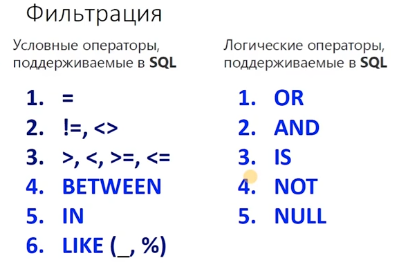 Фильтрация
Условные операторы,
поддерживаемые в SQL
1. =
2. !=, <>
3. >, <, >=, <=
4. BETWEEN
5. IN
6. LIKE (_, %)
Логические операторы,
поддерживаемые в SQL
1. OR
2. AND
3. IS
4. NOT
5. NULL